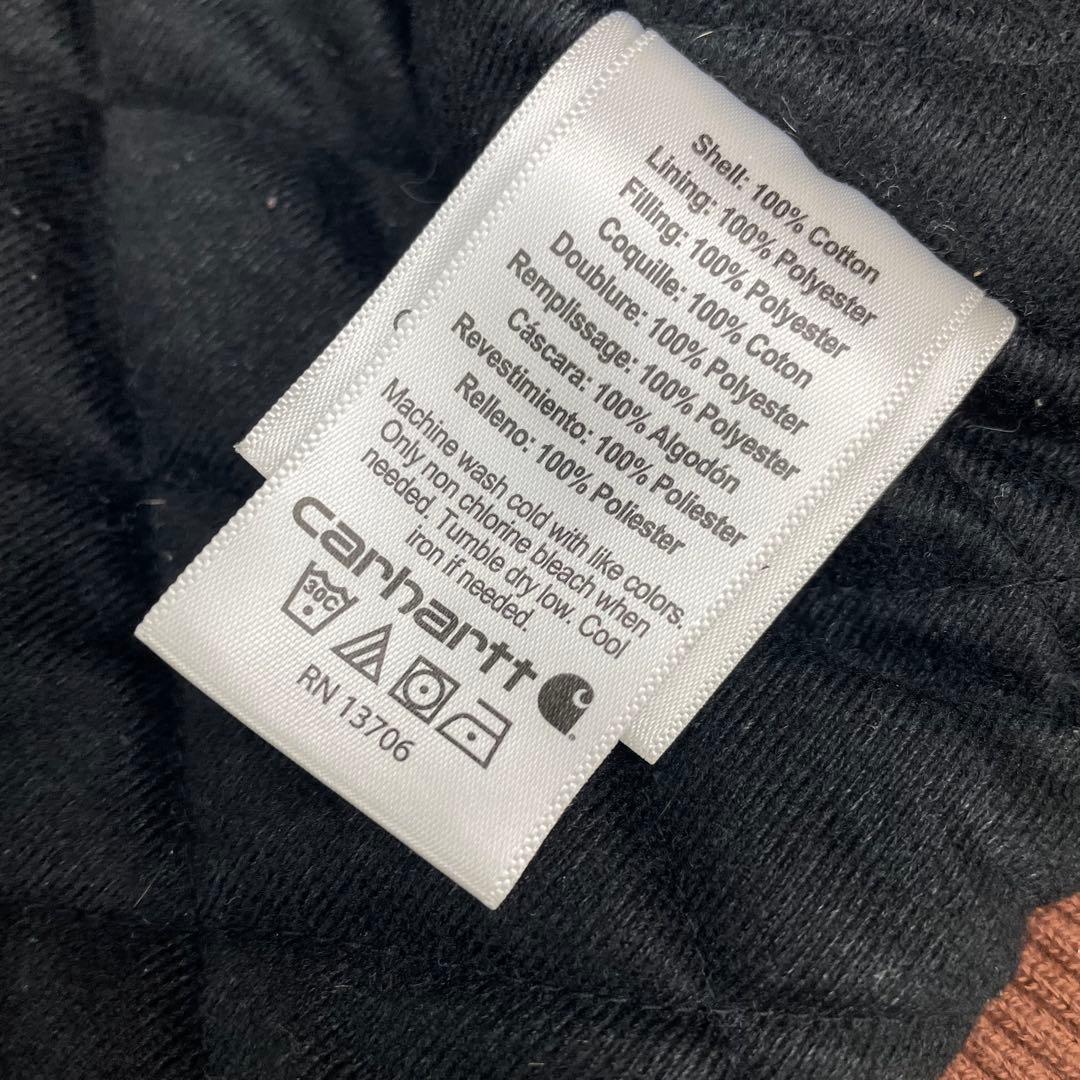 Shell: 100% Cotton
Lining: 100% Polyester
Filling: 100% Polyester
Coquille: 100% Coton
Doublure: 100% Polyester
Remplissage: 100% Polyester
Cáscara: 100% Algodón
Revestimiento: 100% Poliester
Relleno: 100% Poliester
Machine wash cold with like colors.
Only non chlorine bleach when
needed. Tumble dry low. Cool
iron if needed.
carhartt
30C
RN 13706